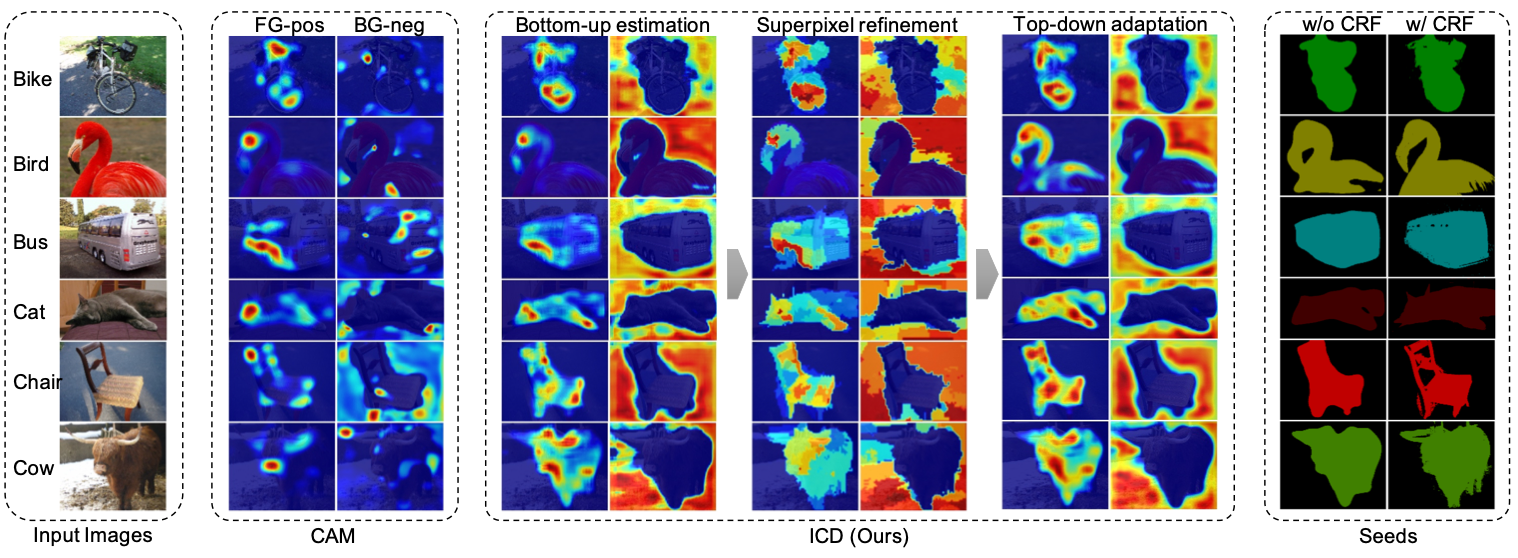 FG-pos BG-neg Bottom-up estimation Superpixel refinement Top-down adaptation w/o CRF w/ CRF
Bike
Bird
Bus
Cat
Chair
Cow
Input Images CAM ICD (Ours) Seeds